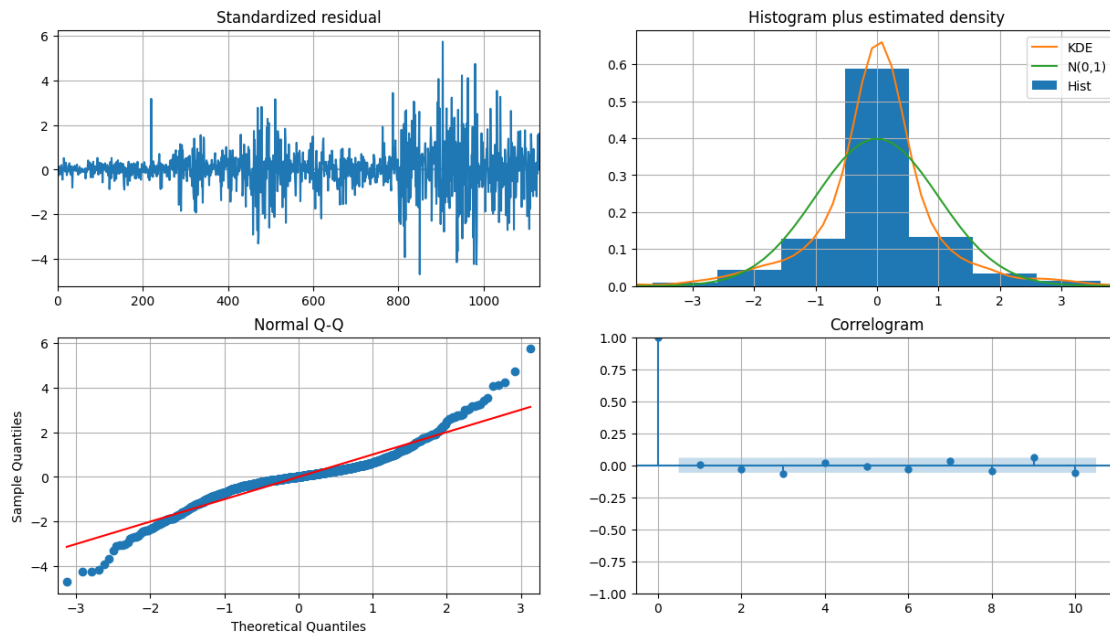 Standardized residual
6
4
2
0
−2
−4
0 200 400 600 800 1000
Histogram plus estimated density
KDE
N(0,1)
Hist
0.6
0.5
0.4
0.3
0.2
0.1
0.0
−3 −2 −1 0 1 2 3
Normal Q-Q
Sample Quantiles
6
4
2
0
−2
−4
−3 −2 −1 0 1 2 3
Theoretical Quantiles
Correlogram
1.00
0.75
0.50
0.25
0.00
−0.25
−0.50
−0.75
−1.00
0 2 4 6 8 10